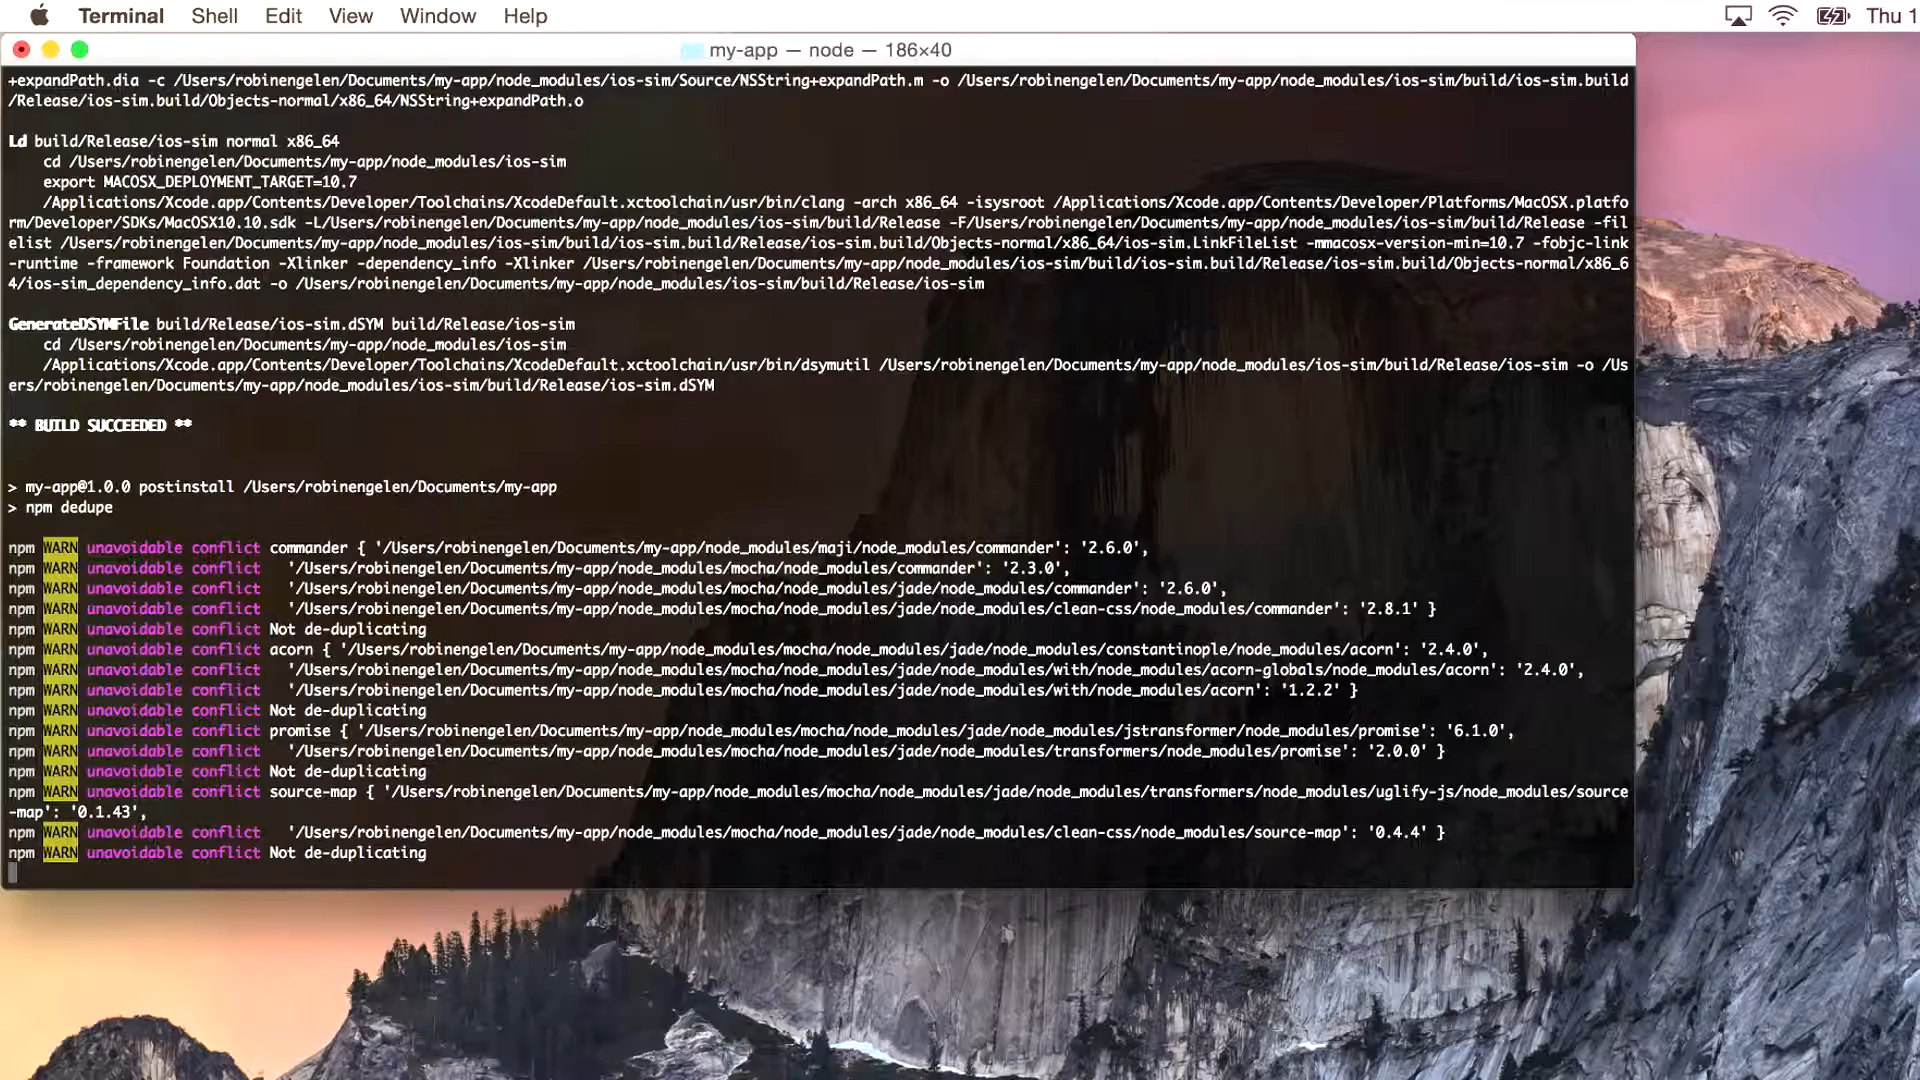 Terminal Shell Edit View Window Help Thu 1
my-app — node — 186×40
+expandPath.dia -c /Users/robinengelen/Documents/my-app/node_modules/ios-sim/Source/NSString+expandPath.m -o /Users/robinengelen/Documents/my-app/node_modules/ios-sim/build/ios-sim.build
/Release/ios-sim.build/Objects-normal/x86_64/NSString+expandPath.o
Ld build/Release/ios-sim normal x86_64
cd /Users/robinengelen/Documents/my-app/node_modules/ios-sim
export MACOSX_DEPLOYMENT_TARGET=10.7
/Applications/Xcode.app/Contents/Developer/Toolchains/XcodeDefault.xctoolchain/usr/bin/clang -arch x86_64 -isysroot /Applications/Xcode.app/Contents/Developer/Platforms/MacOSX.platfo
rm/Developer/SDKs/MacOSX10.10.sdk -L/Users/robinengelen/Documents/my-app/node_modules/ios-sim/build/Release -F/Users/robinengelen/Documents/my-app/node_modules/ios-sim/build/Release -fil
elist /Users/robinengelen/Documents/my-app/node_modules/ios-sim/build/ios-sim.build/Release/ios-sim.build/Objects-normal/x86_64/ios-sim.LinkFileList -mmacosx-version-min=10.7 -fobjc-link
-runtime -framework Foundation -Xlinker -dependency_info -Xlinker /Users/robinengelen/Documents/my-app/node_modules/ios-sim/build/ios-sim.build/Release/ios-sim.build/Objects-normal/x86_6
4/ios-sim_dependency_info.dat -o /Users/robinengelen/Documents/my-app/node_modules/ios-sim/build/Release/ios-sim
GenerateDSYMFile build/Release/ios-sim.dSYM build/Release/ios-sim
cd /Users/robinengelen/Documents/my-app/node_modules/ios-sim
/Applications/Xcode.app/Contents/Developer/Toolchains/XcodeDefault.xctoolchain/usr/bin/dsymutil /Users/robinengelen/Documents/my-app/node_modules/ios-sim/build/Release/ios-sim -o /Us
ers/robinengelen/Documents/my-app/node_modules/ios-sim/build/Release/ios-sim.dSYM
** BUILD SUCCEEDED **
> my-app@1.0.0 postinstall /Users/robinengelen/Documents/my-app
> npm dedupe
npm WARN unavoidable conflict commander { '/Users/robinengelen/Documents/my-app/node_modules/maji/node_modules/commander': '2.6.0',
npm WARN unavoidable conflict '/Users/robinengelen/Documents/my-app/node_modules/mocha/node_modules/commander': '2.3.0',
npm WARN unavoidable conflict '/Users/robinengelen/Documents/my-app/node_modules/mocha/node_modules/jade/node_modules/commander': '2.6.0',
npm WARN unavoidable conflict '/Users/robinengelen/Documents/my-app/node_modules/mocha/node_modules/jade/node_modules/clean-css/node_modules/commander': '2.8.1' }
npm WARN unavoidable conflict Not de-duplicating
npm WARN unavoidable conflict acorn { '/Users/robinengelen/Documents/my-app/node_modules/mocha/node_modules/jade/node_modules/constantinople/node_modules/acorn': '2.4.0',
npm WARN unavoidable conflict '/Users/robinengelen/Documents/my-app/node_modules/mocha/node_modules/jade/node_modules/with/node_modules/acorn-globals/node_modules/acorn': '2.4.0',
npm WARN unavoidable conflict '/Users/robinengelen/Documents/my-app/node_modules/mocha/node_modules/jade/node_modules/with/node_modules/acorn': '1.2.2' }
npm WARN unavoidable conflict Not de-duplicating
npm WARN unavoidable conflict promise { '/Users/robinengelen/Documents/my-app/node_modules/mocha/node_modules/jade/node_modules/jstransformer/node_modules/promise': '6.1.0',
npm WARN unavoidable conflict '/Users/robinengelen/Documents/my-app/node_modules/mocha/node_modules/jade/node_modules/transformers/node_modules/promise': '2.0.0' }
npm WARN unavoidable conflict Not de-duplicating
npm WARN unavoidable conflict source-map { '/Users/robinengelen/Documents/my-app/node_modules/mocha/node_modules/jade/node_modules/transformers/node_modules/uglify-js/node_modules/source
-map': '0.1.43',
npm WARN unavoidable conflict '/Users/robinengelen/Documents/my-app/node_modules/mocha/node_modules/jade/node_modules/clean-css/node_modules/source-map': '0.4.4' }
npm WARN unavoidable conflict Not de-duplicating